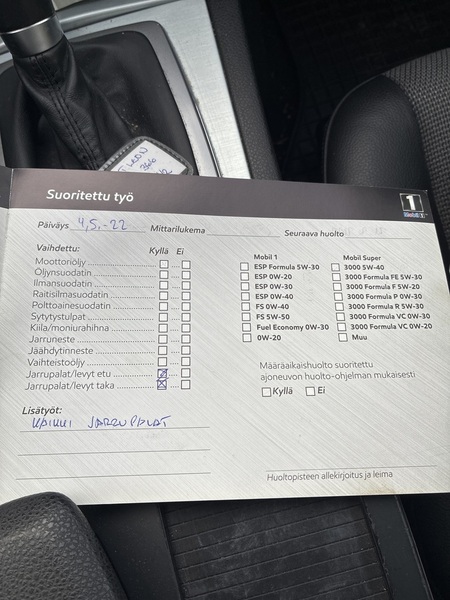 Suoritettu työ
1
Mobil 1
Päiväys 4,5.-22 Mittarilukema Seuraava huolto
Vaihdettu: Kyllä Ei
Moottoriöljy
Öljynsuodatin
Ilmansuodatin
Raitisilmasuodatin
Polttoainesuodatin
Sytytystulpat
Kiila/moniurahihna
Jarruneste
Jäähdytinneste
Vaihteistoöljy
Jarrupalat/levyt etu
Jarrupalat/levyt taka
Mobil 1
ESP Formula 5W-30
ESP 0W-20
ESP 0W-30
ESP 0W-40
FS 0W-40
FS 5W-50
Fuel Economy 0W-30
0W-20
Mobil Super
3000 5W-40
3000 Formula FE 5W-30
3000 Formula F 5W-20
3000 Formula P 0W-30
3000 Formula R 5W-30
3000 Formula VC 0W-30
3000 Formula VC 0W-20
Muu
Määräaikaishuolto suoritettu
ajoneuvon huolto-ohjelman mukaisesti
Kyllä Ei
Lisätyöt:
KAIKKI JARRUPALAT
Huoltopisteen allekirjoitus ja leima